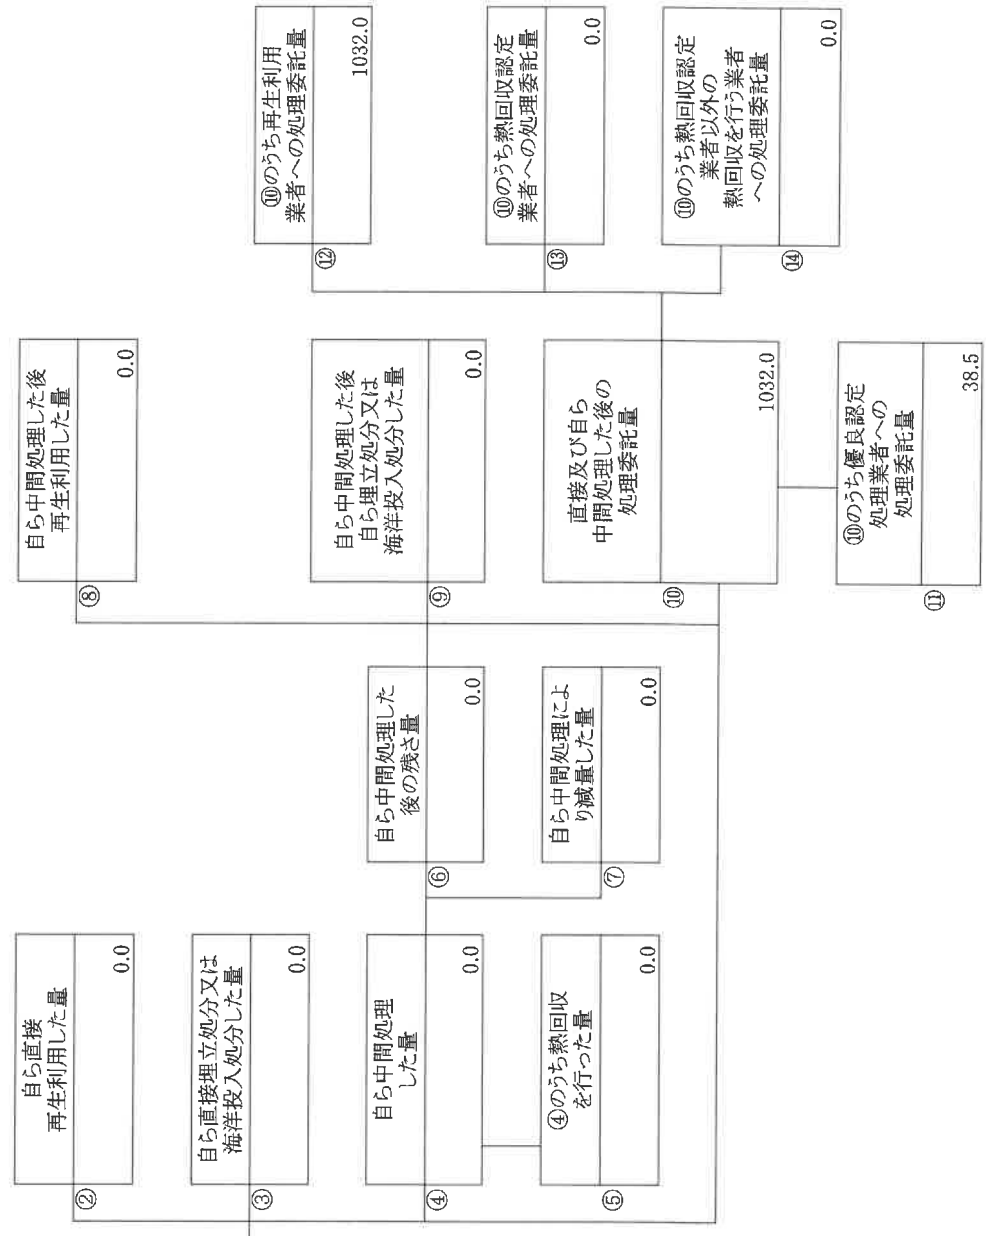 ②
自ら直接
再生利用した量
0.0
③
自ら直接埋立処分又は
海洋投入処分した量
0.0
④
自ら中間処理
した量
0.0
⑤
④のうち熱回収
を行った量
0.0
⑥
自ら中間処理した
後の残さ量
0.0
⑦
自ら中間処理によ
り減量した量
0.0
⑧
自ら中間処理した後
再生利用した量
0.0
⑨
自ら中間処理した後
自ら埋立処分又は
海洋投入処分した量
0.0
⑩
直接及び自ら
中間処理した後の
処理委託量
1032.0
⑪
⑩のうち優良認定
処理業者への
処理委託量
38.5
⑫
⑩のうち再生利用
業者への処理委託量
1032.0
⑬
⑩のうち熱回収認定
業者への処理委託量
0.0
⑭
⑩のうち熱回収認定
業者以外の
熱回収を行う業者
への処理委託量
0.0